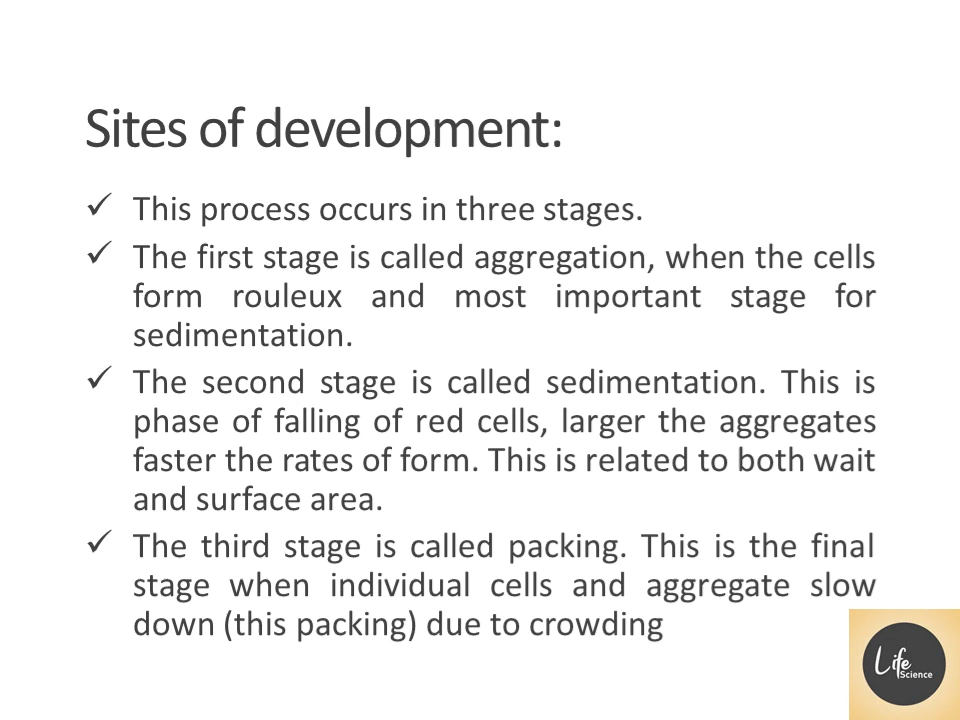 Sites of development:
✓ This process occurs in three stages.
✓ The first stage is called aggregation, when the cells
form rouleux and most important stage for
sedimentation.
✓ The second stage is called sedimentation. This is
phase of falling of red cells, larger the aggregates
faster the rates of form. This is related to both wait
and surface area.
✓ The third stage is called packing. This is the final
stage when individual cells and aggregate slow
down (this packing) due to crowding
Life
Science